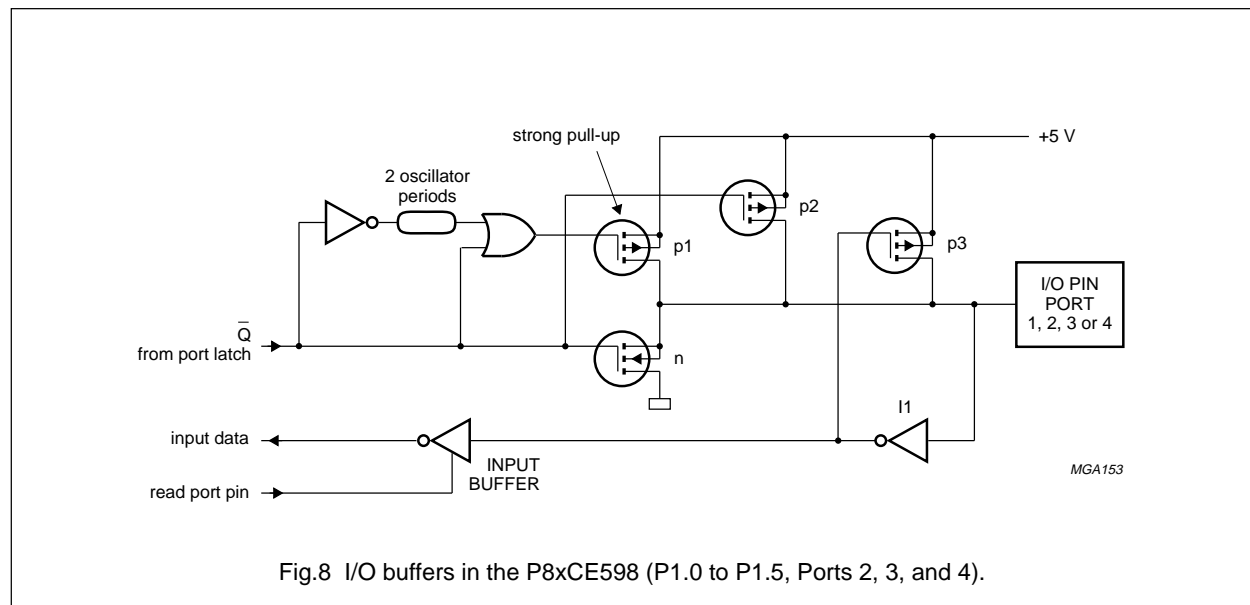 strong pull-up
+5 V
2 oscillator
periods
p2
p1
p3
I/O PIN
PORT
1, 2, 3 or 4
Q̅
from port latch
n
I1
input data
INPUT
BUFFER
read port pin
MGA153
Fig.8 I/O buffers in the P8xCE598 (P1.0 to P1.5, Ports 2, 3, and 4).